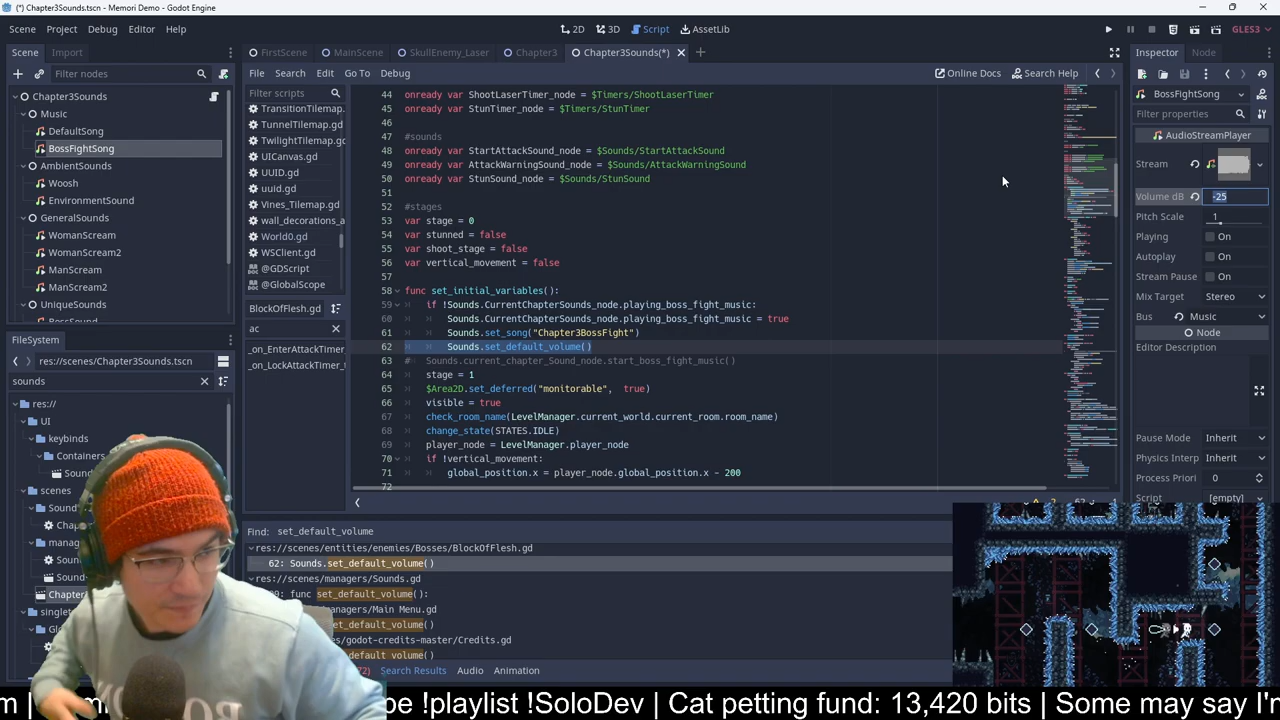 (*) Chapter3Sounds.tscn - Memori Demo - Godot Engine
Scene Project Debug Editor Help
2D 3D Script AssetLib
GLES3
Scene Import
FirstScene MainScene SkullEnemy_Laser Chapter3 Chapter3Sounds(*)
Inspector Node
Filter nodes
File Search Edit Go To Debug
Online Docs Search Help
Chapter3Sounds
Music
DefaultSong
BossFightSong
AmbientSounds
Woosh
EnvironmentSound
GeneralSounds
WomanScream
WomanScream2
ManScream
ManScream2
UniqueSounds
BossSound
FileSystem
res://scenes/Chapter3Sounds.tscn
sounds
res://
UI
keybinds
scenes
Filter scripts
TransitionTilemap.
TunnelTilemap.gd
TwilightTilemap.gd
UICanvas.gd
UUID.gd
uuid.gd
Vines_Tilemap.gd
wall_decorations_
World0.gd
WSClient.gd
@GDScript
@GlobalScope
BlockOfFlesh.gd
ac
_on_EnterAttackTimer
_on_LockAttackTimer_
44 onready var ShootLaserTimer_node = $Timers/ShootLaserTimer
45 onready var StunTimer_node = $Timers/StunTimer
46
47 #sounds
48 onready var StartAttackSound_node = $Sounds/StartAttackSound
49 onready var AttackWarningSound_node = $Sounds/AttackWarningSound
50 onready var StunSound_node = $Sounds/StunSound
51
52 #stages
53 var stage = 0
54 var stunned = false
55 var shoot_stage = false
56 var vertical_movement = false
57
58 func set_initial_variables():
59 if !Sounds.CurrentChapterSounds_node.playing_boss_fight_music:
60 Sounds.CurrentChapterSounds_node.playing_boss_fight_music = true
61 Sounds.set_song("Chapter3BossFight")
62 Sounds.set_default_volume()
63 # Sounds.current_chapter_Sound_node.start_boss_fight_music()
64 stage = 1
65 $Area2D.set_deferred("monitorable", true)
66 visible = true
67 check_room_name(LevelManager.current_world.current_room.room_name)
68 change_state(STATES.IDLE)
69 player_node = LevelManager.player_node
70 if !vertical_movement:
71 global_position.x = player_node.global_position.x - 200
72
Find: set_default_volume
res://scenes/entities/enemies/Bosses/BlockOfFlesh.gd
62: Sounds.set_default_volume()
res://scenes/managers/Sounds.gd
func set_default_volume():
anagers/Main Menu.gd
et_default_volume()
es/godot-credits-master/Credits.gd
Search Results Audio Animation
BossFightSong
Filter properties
AudioStreamPlayer
Stream
Volume dB -25
Pitch Scale 1
Playing On
Autoplay On
Stream Pause On
Mix Target Stereo
Bus Music
Node
Editor Description
Pause Mode Inherit
Physics Interp Inherit
Process Priori 0
Script [empty]
!playlist !SoloDev | Cat petting fund: 13,420 bits | Some may say I'm